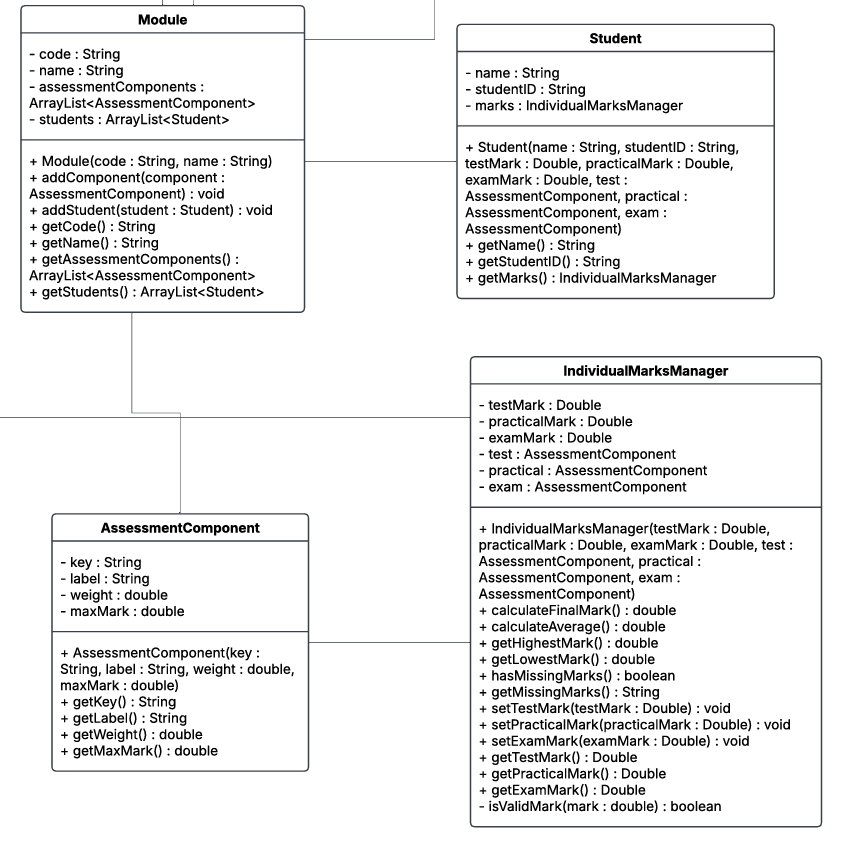 Module
- code : String
- name : String
- assessmentComponents :
ArrayList<AssessmentComponent>
- students : ArrayList<Student>
+ Module(code : String, name : String)
+ addComponent(component :
AssessmentComponent) : void
+ addStudent(student : Student) : void
+ getCode() : String
+ getName() : String
+ getAssessmentComponents() :
ArrayList<AssessmentComponent>
+ getStudents() : ArrayList<Student>
Student
- name : String
- studentID : String
- marks : IndividualMarksManager
+ Student(name : String, studentID : String,
testMark : Double, practicalMark : Double,
examMark : Double, test :
AssessmentComponent, practical :
AssessmentComponent, exam :
AssessmentComponent)
+ getName() : String
+ getStudentID() : String
+ getMarks() : IndividualMarksManager
AssessmentComponent
- key : String
- label : String
- weight : double
- maxMark : double
+ AssessmentComponent(key :
String, label : String, weight : double,
maxMark : double)
+ getKey() : String
+ getLabel() : String
+ getWeight() : double
+ getMaxMark() : double
IndividualMarksManager
- testMark : Double
- practicalMark : Double
- examMark : Double
- test : AssessmentComponent
- practical : AssessmentComponent
- exam : AssessmentComponent
+ IndividualMarksManager(testMark : Double,
practicalMark : Double, examMark : Double, test :
AssessmentComponent, practical :
AssessmentComponent, exam :
AssessmentComponent)
+ calculateFinalMark() : double
+ calculateAverage() : double
+ getHighestMark() : double
+ getLowestMark() : double
+ hasMissingMarks() : boolean
+ getMissingMarks() : String
+ setTestMark(testMark : Double) : void
+ setPracticalMark(practicalMark : Double) : void
+ setExamMark(examMark : Double) : void
+ getTestMark() : Double
+ getPracticalMark() : Double
+ getExamMark() : Double
- isValidMark(mark : double) : boolean